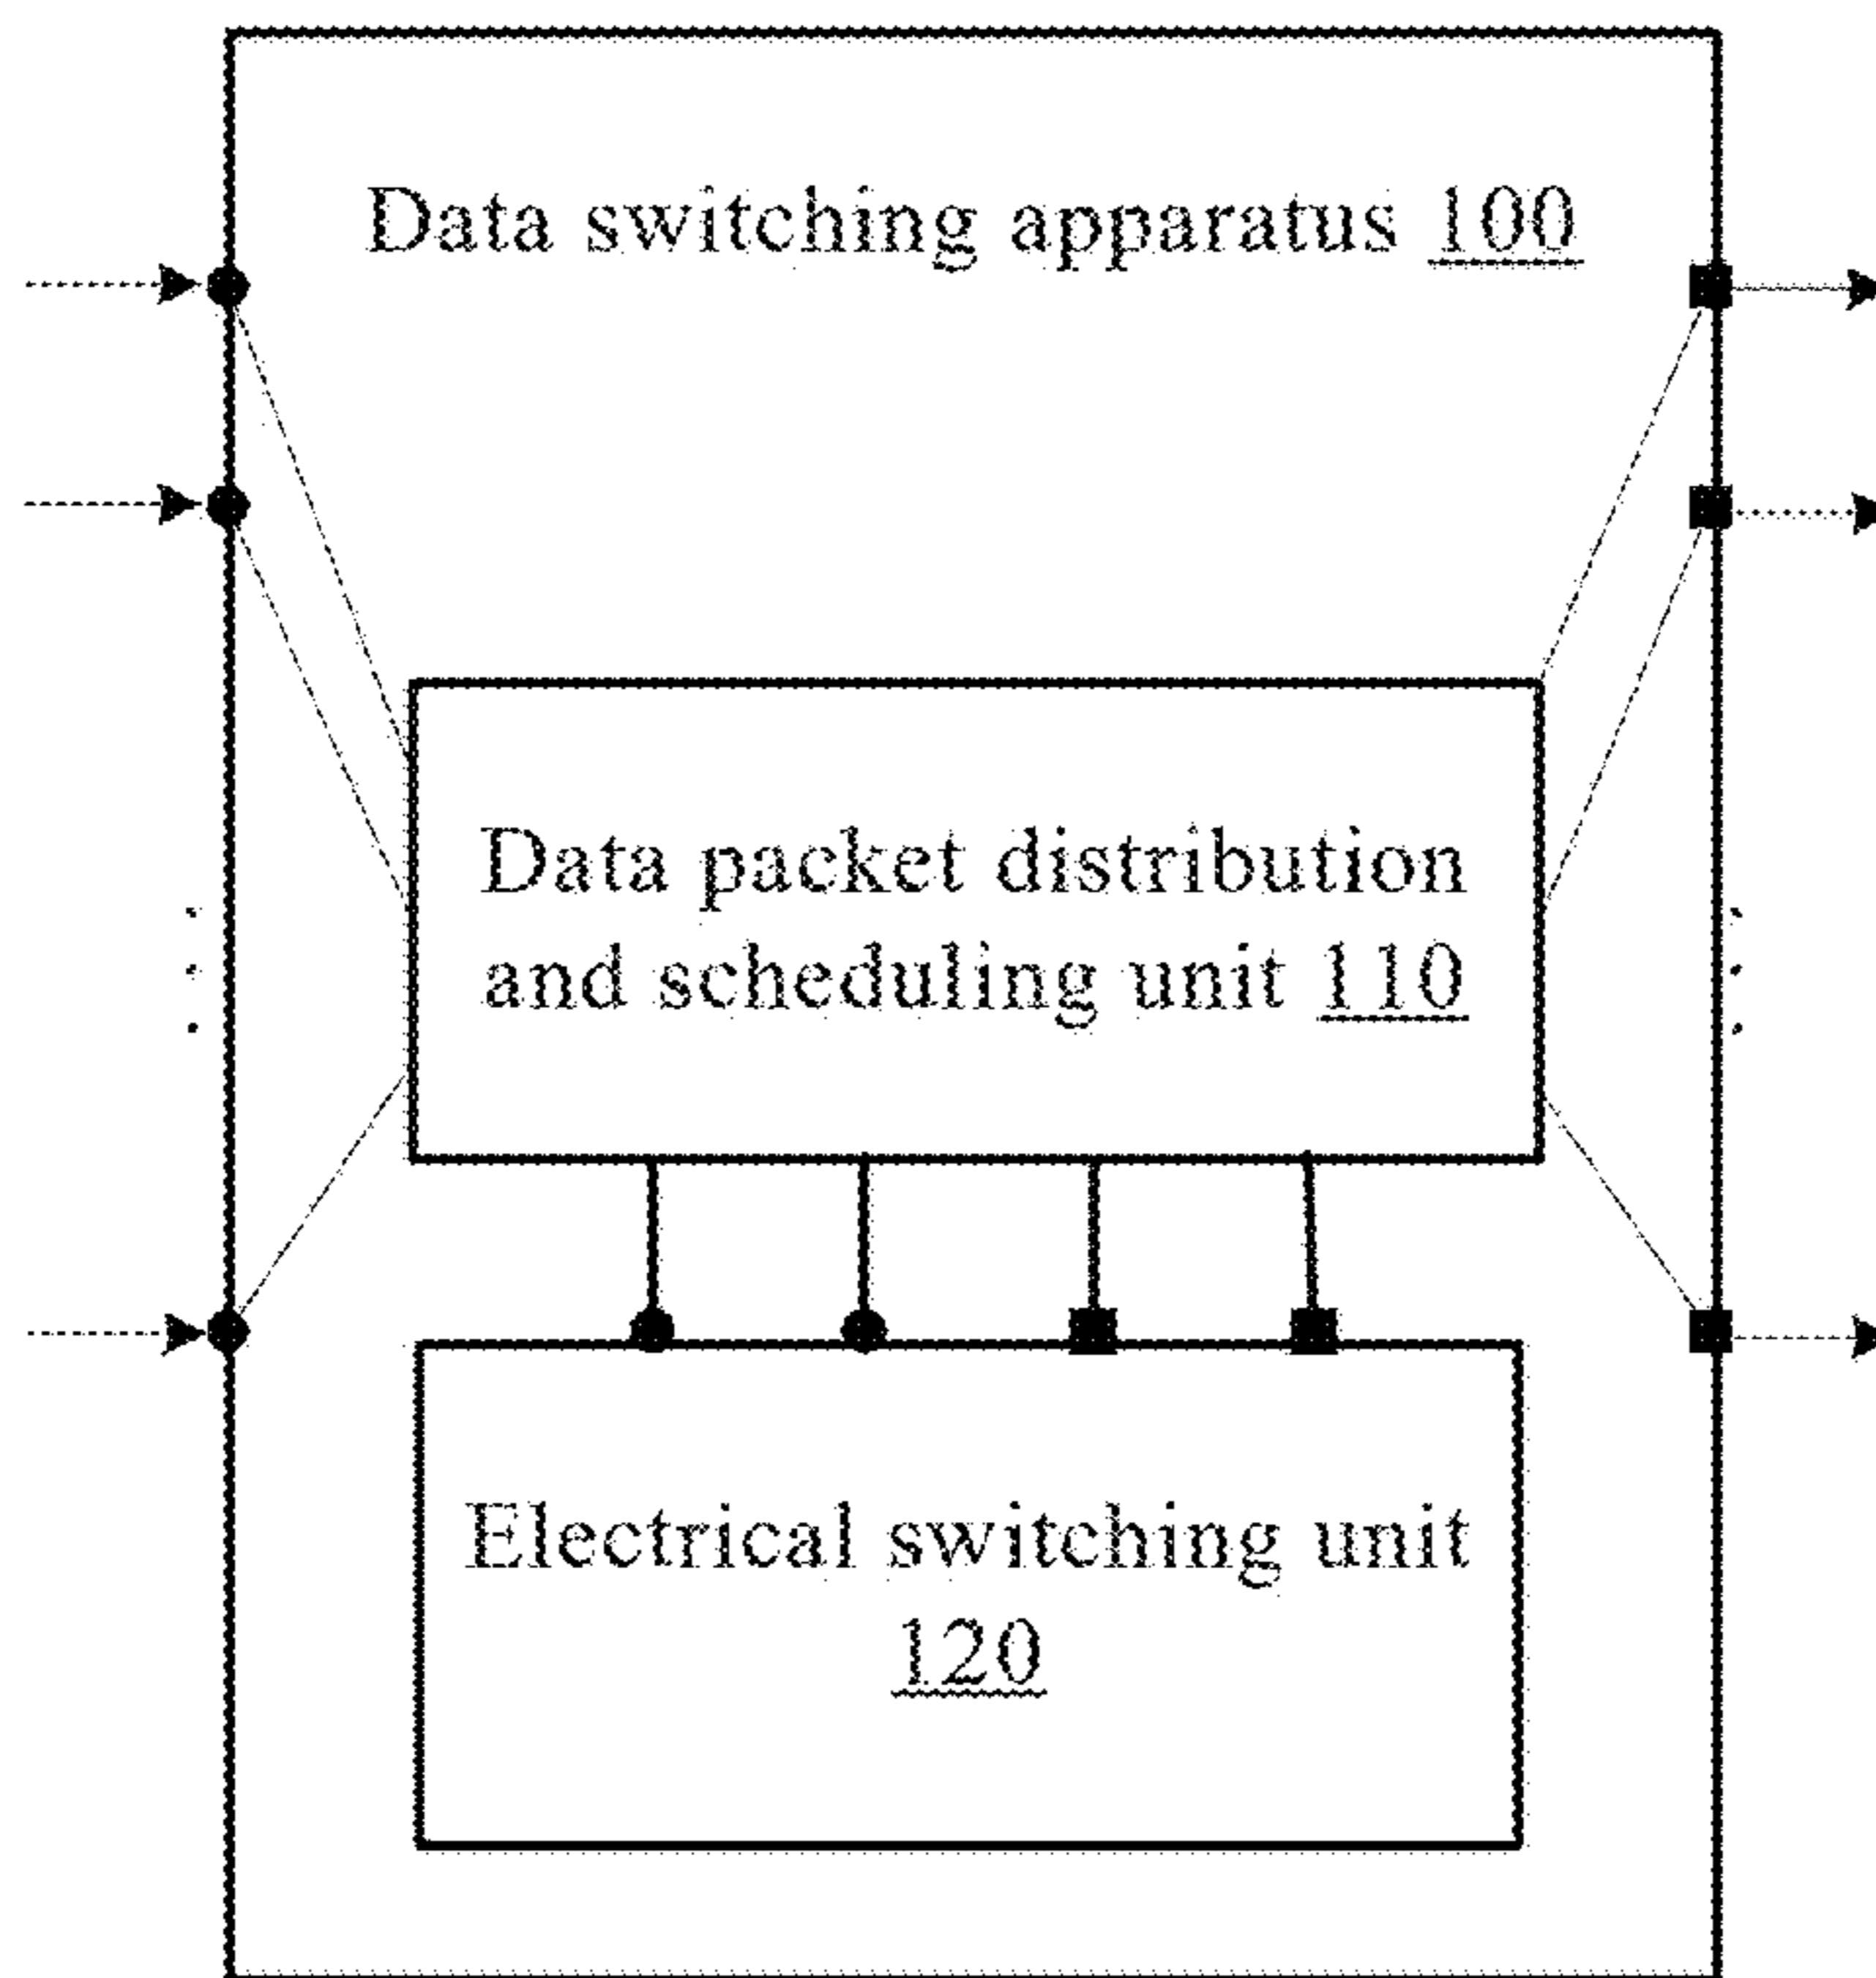 Data switching apparatus 100
Data packet distribution
and scheduling unit 110
Electrical switching unit
120